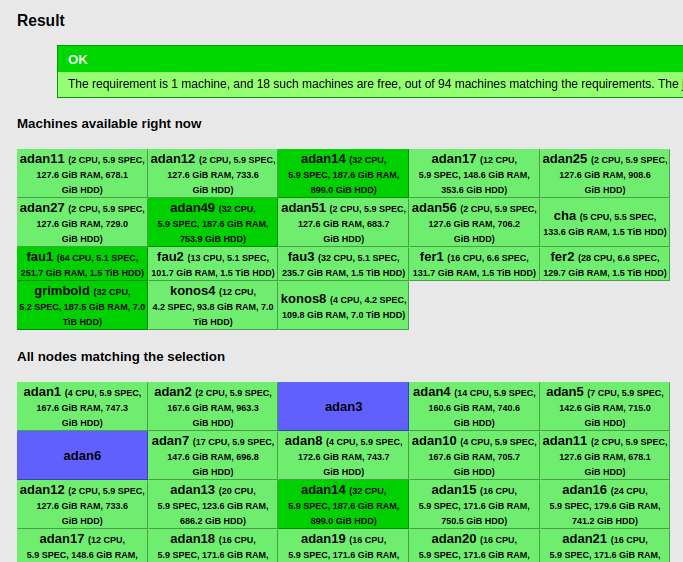 Result
OK
The requirement is 1 machine, and 18 such machines are free, out of 94 machines matching the requirements. The
Machines available right now
adan11 (2 CPU, 5.9 SPEC, 127.6 GiB RAM, 678.1 GiB HDD)
adan12 (2 CPU, 5.9 SPEC, 127.6 GiB RAM, 733.6 GiB HDD)
adan14 (32 CPU, 5.9 SPEC, 187.6 GiB RAM, 899.0 GiB HDD)
adan17 (12 CPU, 5.9 SPEC, 148.6 GiB RAM, 353.6 GiB HDD)
adan25 (2 CPU, 5.9 SPEC, 127.6 GiB RAM, 908.6 GiB HDD)
adan27 (2 CPU, 5.9 SPEC, 127.6 GiB RAM, 729.0 GiB HDD)
adan49 (32 CPU, 5.9 SPEC, 187.6 GiB RAM, 753.9 GiB HDD)
adan51 (2 CPU, 5.9 SPEC, 127.6 GiB RAM, 683.7 GiB HDD)
adan56 (2 CPU, 5.9 SPEC, 127.6 GiB RAM, 706.2 GiB HDD)
cha (5 CPU, 5.5 SPEC, 133.6 GiB RAM, 1.5 TiB HDD)
fau1 (64 CPU, 5.1 SPEC, 251.7 GiB RAM, 1.5 TiB HDD)
fau2 (13 CPU, 5.1 SPEC, 101.7 GiB RAM, 1.5 TiB HDD)
fau3 (32 CPU, 5.1 SPEC, 235.7 GiB RAM, 1.5 TiB HDD)
fer1 (16 CPU, 6.6 SPEC, 131.7 GiB RAM, 1.5 TiB HDD)
fer2 (28 CPU, 6.6 SPEC, 129.7 GiB RAM, 1.5 TiB HDD)
grimbold (32 CPU, 5.2 SPEC, 187.5 GiB RAM, 7.0 TiB HDD)
konos4 (12 CPU, 4.2 SPEC, 93.8 GiB RAM, 7.0 TiB HDD)
konos8 (4 CPU, 4.2 SPEC, 109.8 GiB RAM, 7.0 TiB HDD)
All nodes matching the selection
adan1 (4 CPU, 5.9 SPEC, 167.6 GiB RAM, 747.3 GiB HDD)
adan2 (2 CPU, 5.9 SPEC, 167.6 GiB RAM, 963.3 GiB HDD)
adan3
adan4 (14 CPU, 5.9 SPEC, 160.6 GiB RAM, 740.6 GiB HDD)
adan5 (7 CPU, 5.9 SPEC, 142.6 GiB RAM, 715.0 GiB HDD)
adan6
adan7 (17 CPU, 5.9 SPEC, 147.6 GiB RAM, 696.8 GiB HDD)
adan8 (4 CPU, 5.9 SPEC, 172.6 GiB RAM, 743.7 GiB HDD)
adan10 (4 CPU, 5.9 SPEC, 167.6 GiB RAM, 705.7 GiB HDD)
adan11 (2 CPU, 5.9 SPEC, 127.6 GiB RAM, 678.1 GiB HDD)
adan12 (2 CPU, 5.9 SPEC, 127.6 GiB RAM, 733.6 GiB HDD)
adan13 (20 CPU, 5.9 SPEC, 123.6 GiB RAM, 686.2 GiB HDD)
adan14 (32 CPU, 5.9 SPEC, 187.6 GiB RAM, 899.0 GiB HDD)
adan15 (16 CPU, 5.9 SPEC, 171.6 GiB RAM, 750.5 GiB HDD)
adan16 (24 CPU, 5.9 SPEC, 179.6 GiB RAM, 741.2 GiB HDD)
adan17 (12 CPU, 5.9 SPEC, 148.6 GiB RAM,
adan18 (16 CPU, 5.9 SPEC, 171.6 GiB RAM,
adan19 (16 CPU, 5.9 SPEC, 171.6 GiB RAM,
adan20 (16 CPU, 5.9 SPEC, 171.6 GiB RAM,
adan21 (16 CPU, 5.9 SPEC, 171.6 GiB RAM,